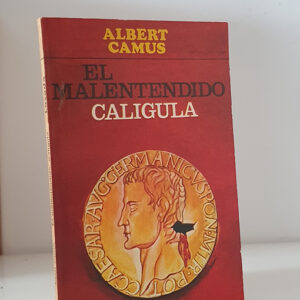 ALBERT
CAMUS
EL
MALENTENDIDO
CALIGULA
CAESAR·AVG·GERMANICVS·PON·M·TR·POT